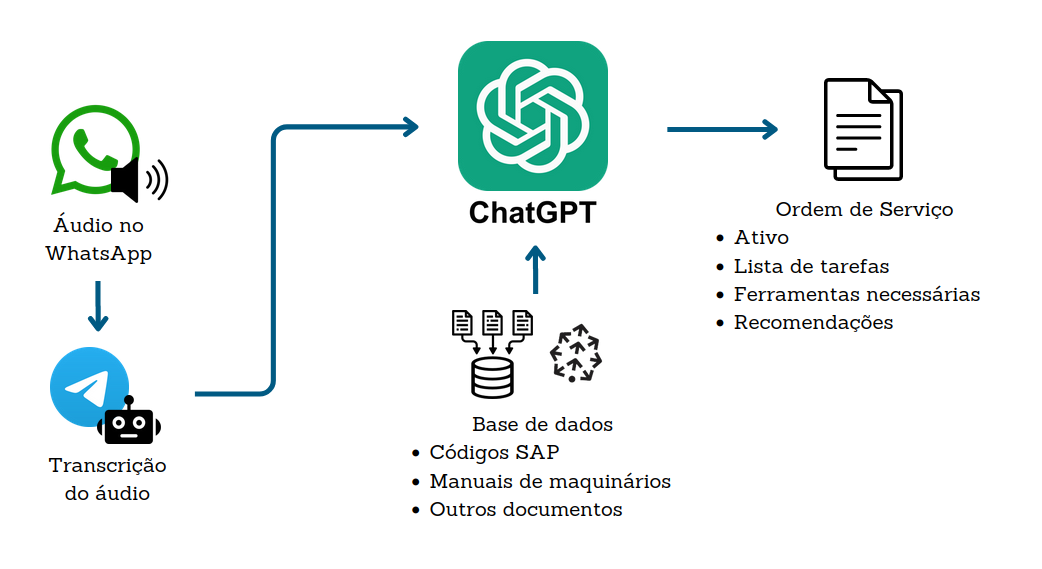 Áudio no
WhatsApp
Transcrição
do áudio
ChatGPT
Base de dados
• Códigos SAP
• Manuais de maquinários
• Outros documentos
Ordem de Serviço
• Ativo
• Lista de tarefas
• Ferramentas necessárias
• Recomendações